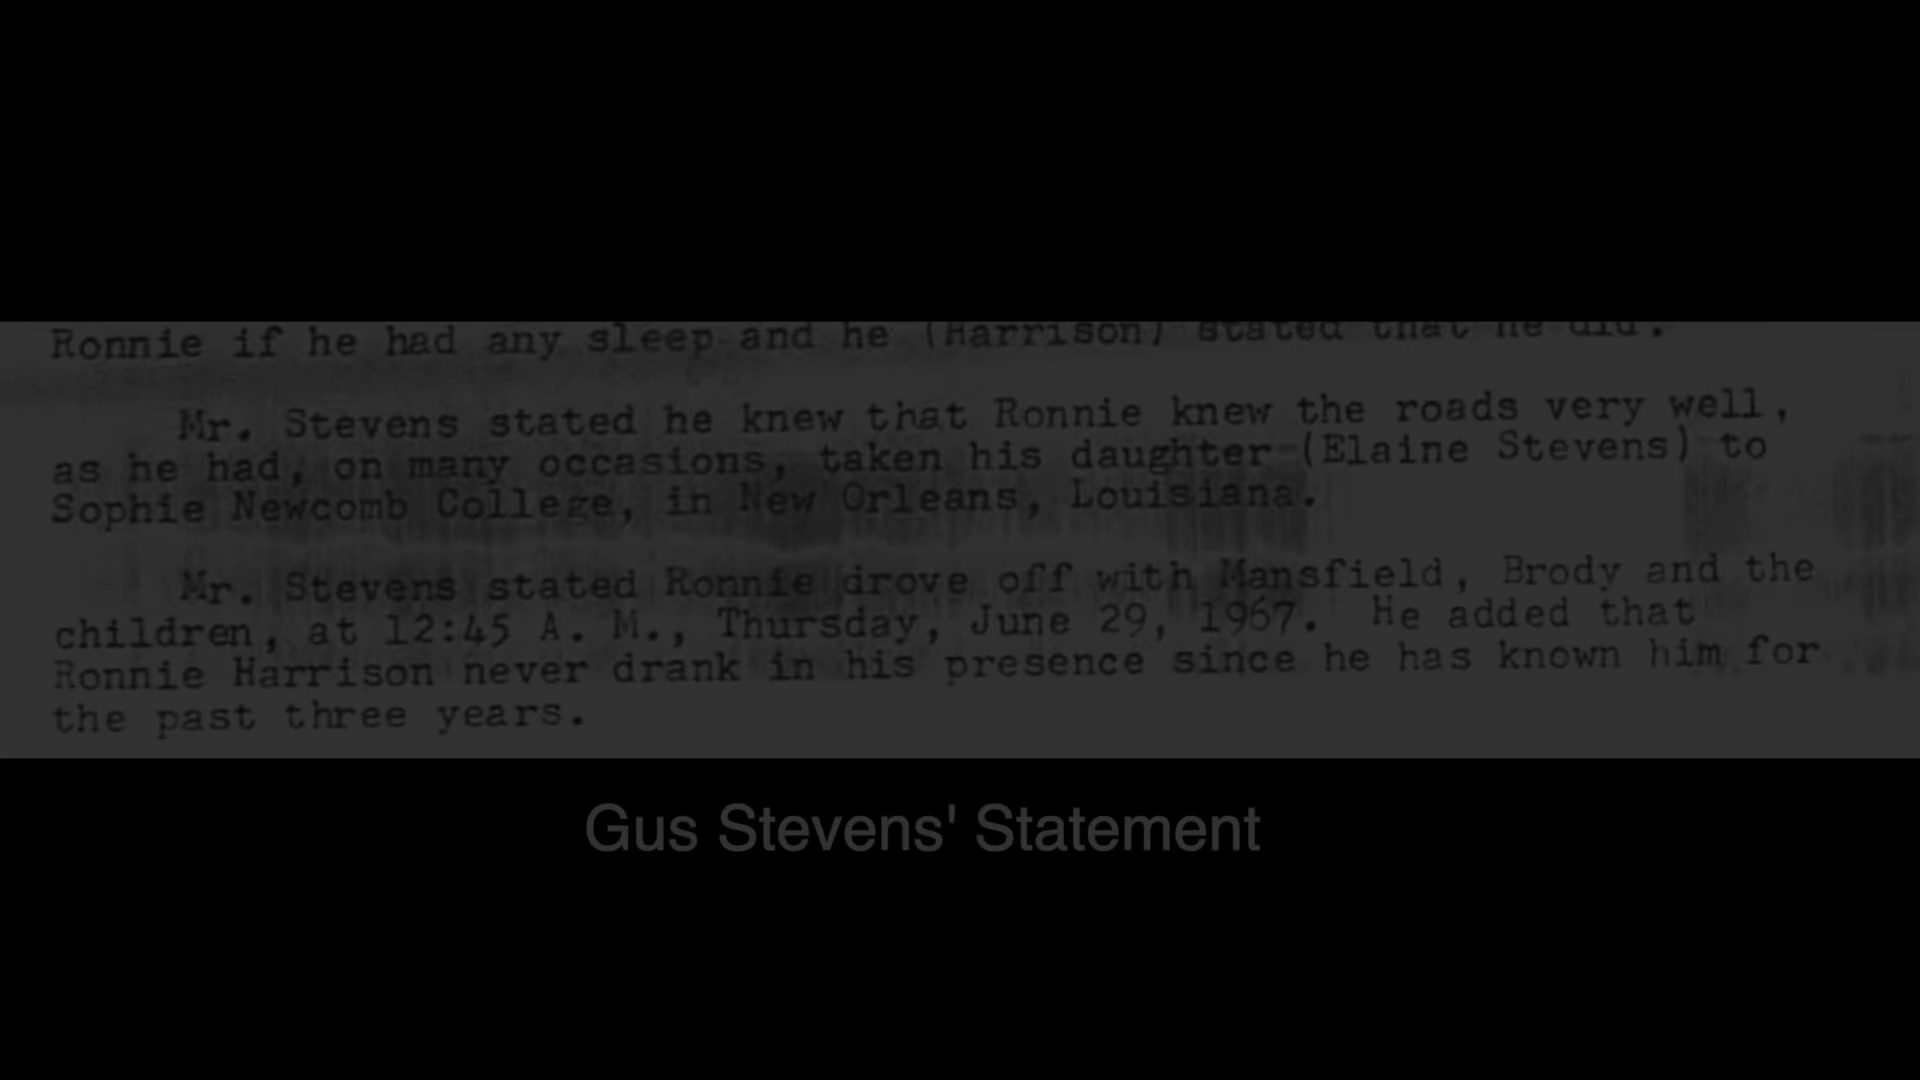 Ronnie if he had any sleep and he (Harrison) stated that he did.
Mr. Stevens stated he knew that Ronnie knew the roads very well,
as he had, on many occasions, taken his daughter (Elaine Stevens) to
Sophie Newcomb College, in New Orleans, Louisiana.
Mr. Stevens stated Ronnie drove off with Mansfield, Brody and the
children, at 12:45 A. M., Thursday, June 29, 1967. He added that
Ronnie Harrison never drank in his presence since he has known him for
the past three years.
Gus Stevens' Statement